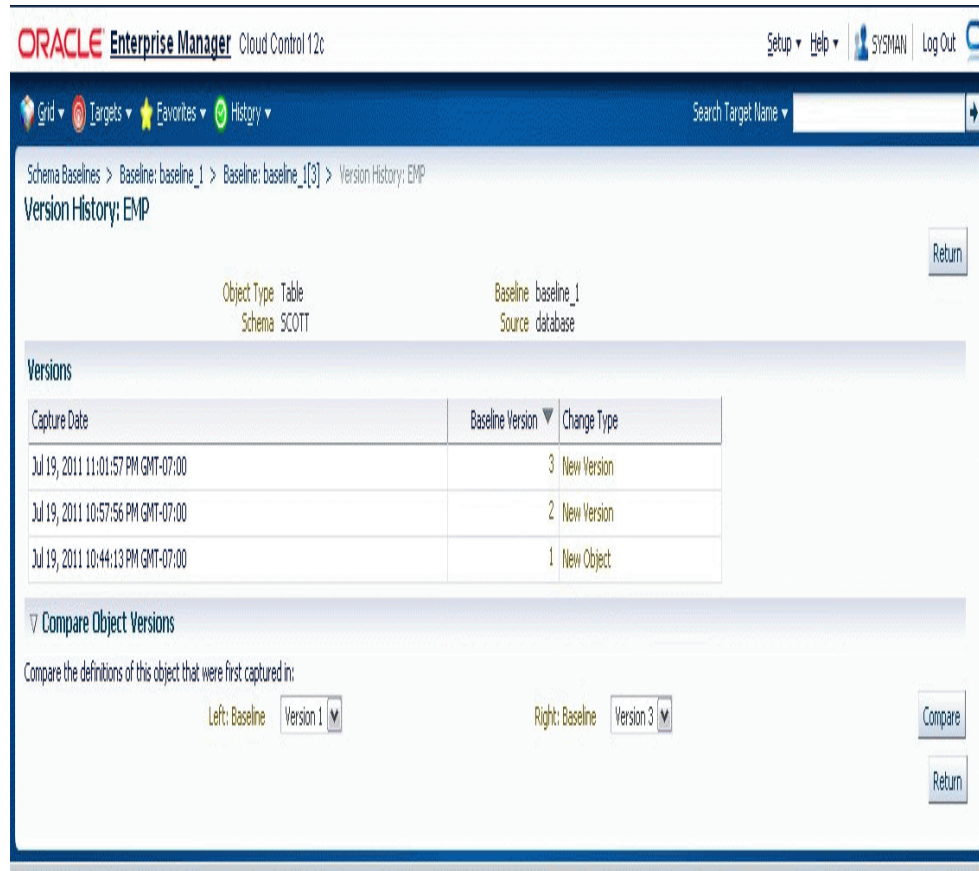 ORACLE Enterprise Manager Cloud Control 12c
Setup Help SYSMAN Log Out
Grid Targets Favorites History Search Target Name
Schema Baselines > Baseline: baseline_1 > Baseline: baseline_1[3] > Version History: EMP
Version History: EMP
Return
Object Type Table Baseline baseline_1
Schema SCOTT Source database
Versions
Capture Date Baseline Version Change Type
Jul 19, 2011 11:01:57 PM GMT-07:00 3 New Version
Jul 19, 2011 10:57:56 PM GMT-07:00 2 New Version
Jul 19, 2011 10:44:13 PM GMT-07:00 1 New Object
Compare Object Versions
Compare the definitions of this object that were first captured in:
Left: Baseline Version 1 Right: Baseline Version 3 Compare
Return